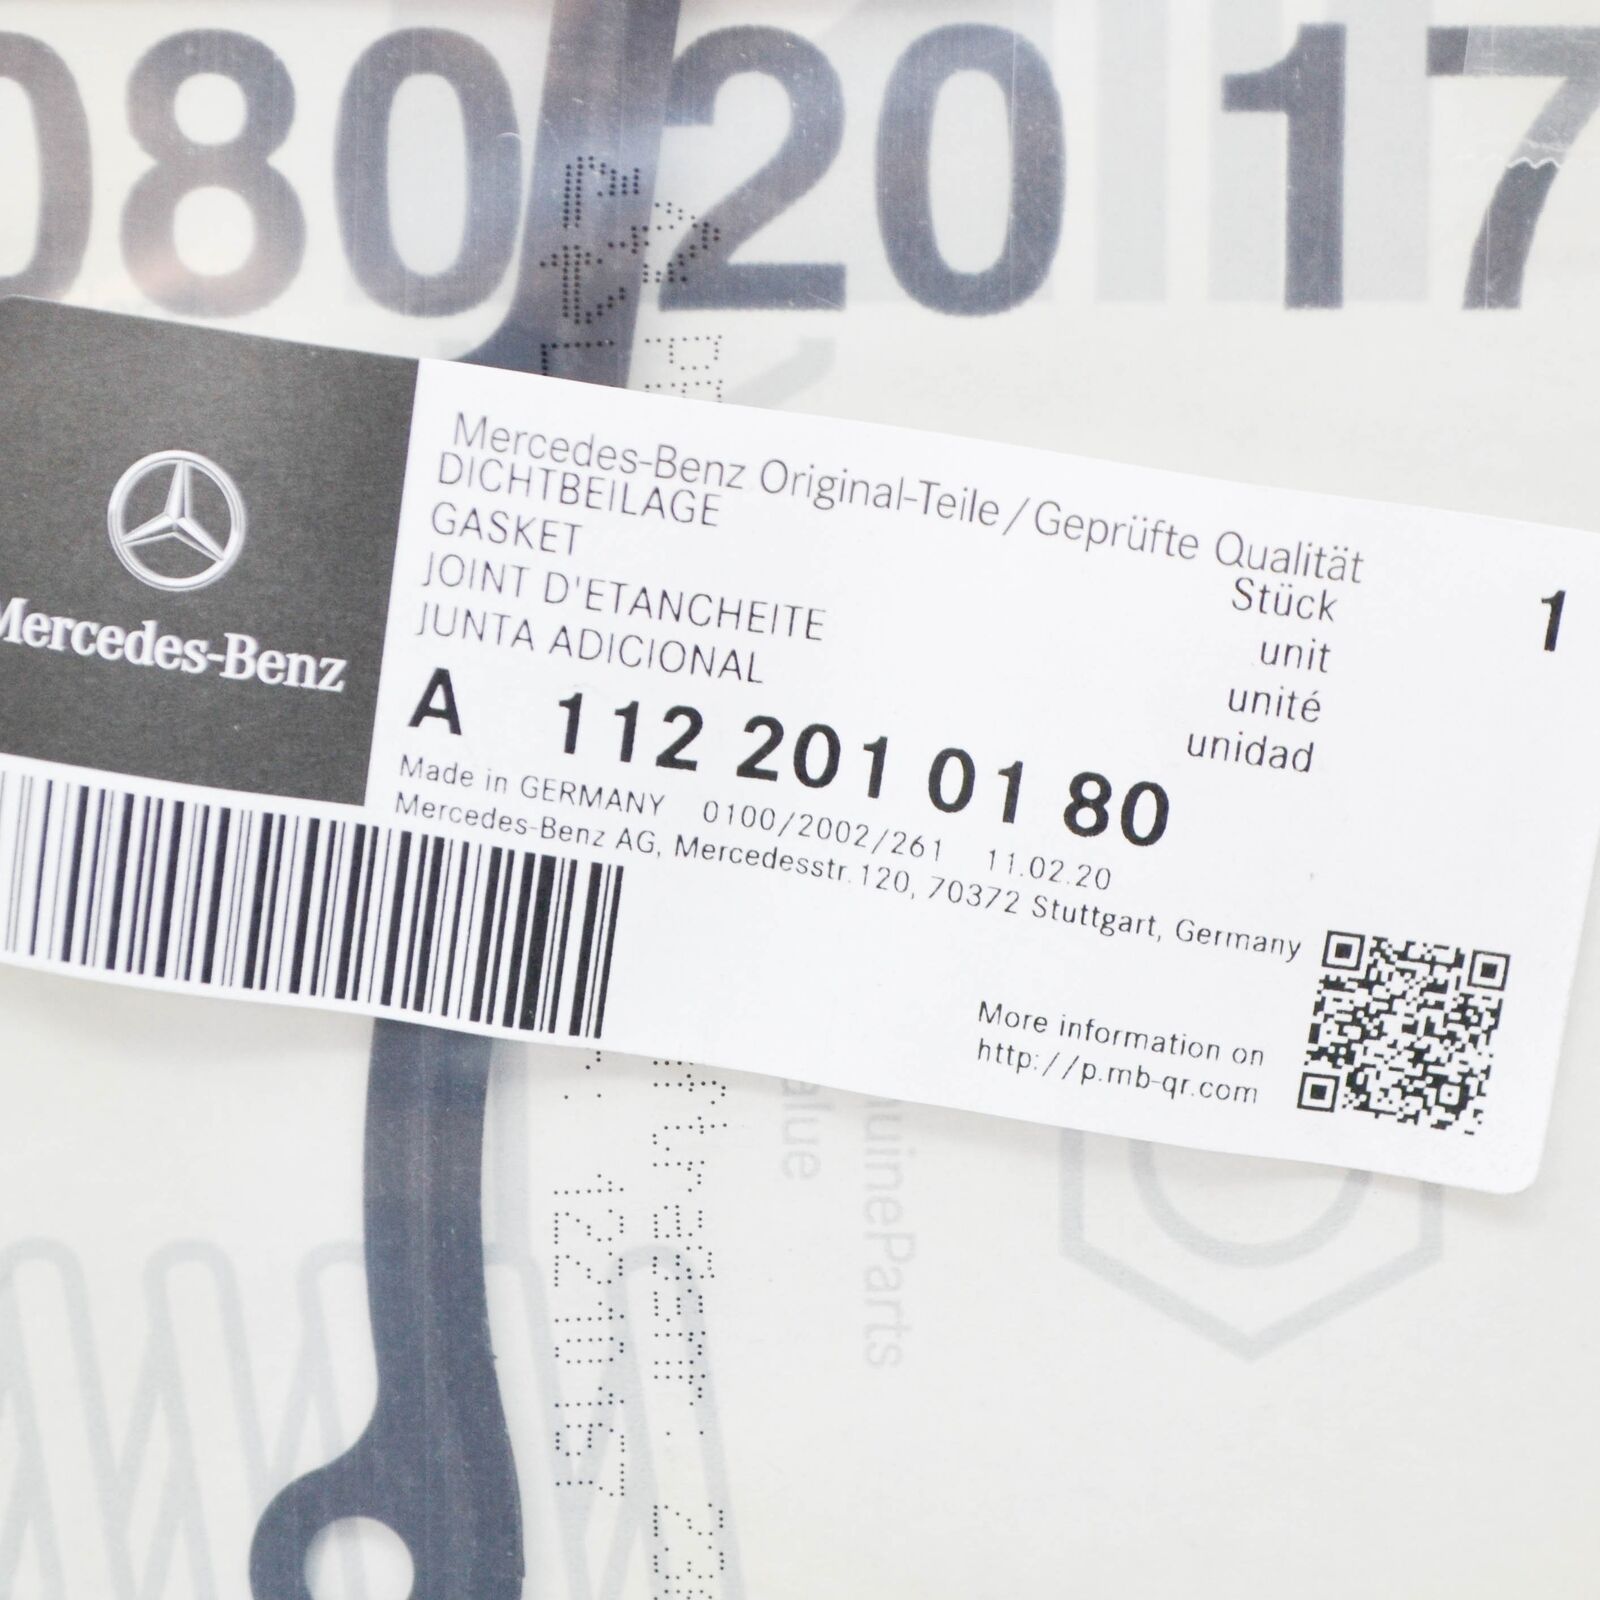 080 20 17
Mercedes-Benz
Mercedes-Benz Original-Teile / Geprüfte Qualität
DICHTBEILAGE
GASKET
JOINT D'ETANCHEITE
JUNTA ADICIONAL
Stück 1
unit
unité
unidad
A 112 201 01 80
Made in GERMANY 0100/2002/261 11.02.20
Mercedes-Benz AG, Mercedesstr. 120, 70372 Stuttgart, Germany
More information on
http://p.mb-qr.com